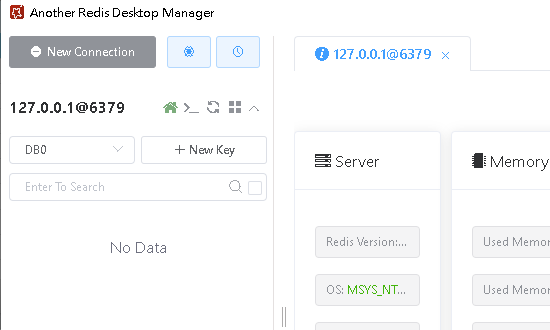 Another Redis Desktop Manager
New Connection
127.0.0.1@6379
127.0.0.1@6379
DB0
+ New Key
Enter To Search
No Data
Server
Memory
Redis Version:...
Used Memor
OS: MSYS_NT...
Used Memor